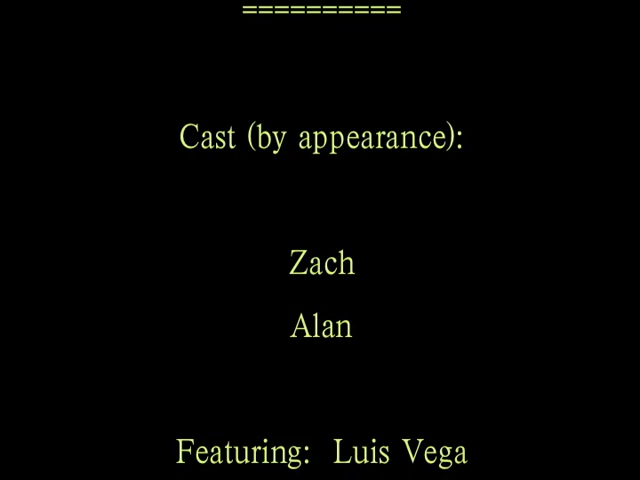 ==========
Cast (by appearance):
Zach
Alan
Featuring:  Luis Vega